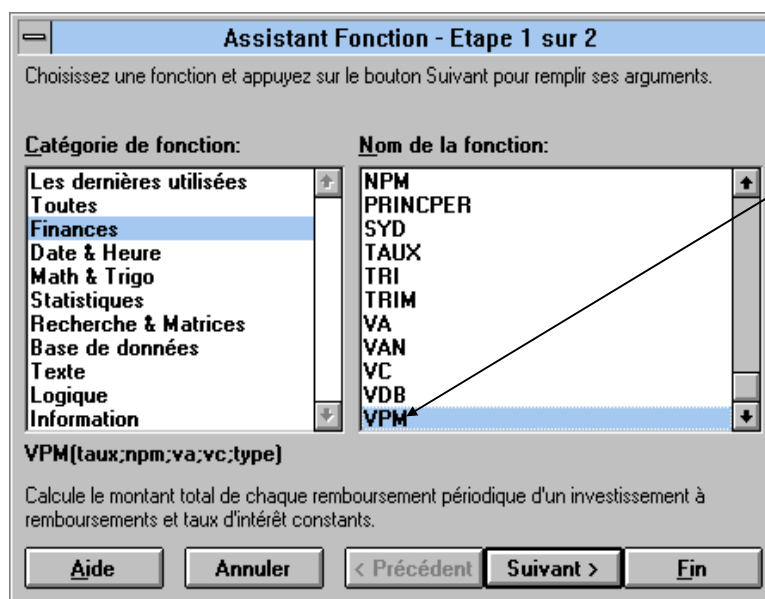 Assistant Fonction - Etape 1 sur 2
Choisissez une fonction et appuyez sur le bouton Suivant pour remplir ses arguments.
Catégorie de fonction:
Les dernières utilisées
Toutes
Finances
Date & Heure
Math & Trigo
Statistiques
Recherche & Matrices
Base de données
Texte
Logique
Information
Nom de la fonction:
NPM
PRINCPER
SYD
TAUX
TRI
TRIM
VA
VAN
VC
VDB
VPM
VPM(taux;npm;va;vc;type)
Calcule le montant total de chaque remboursement périodique d'un investissement à
remboursements et taux d'intérêt constants.
Aide Annuler < Précédent Suivant > Fin